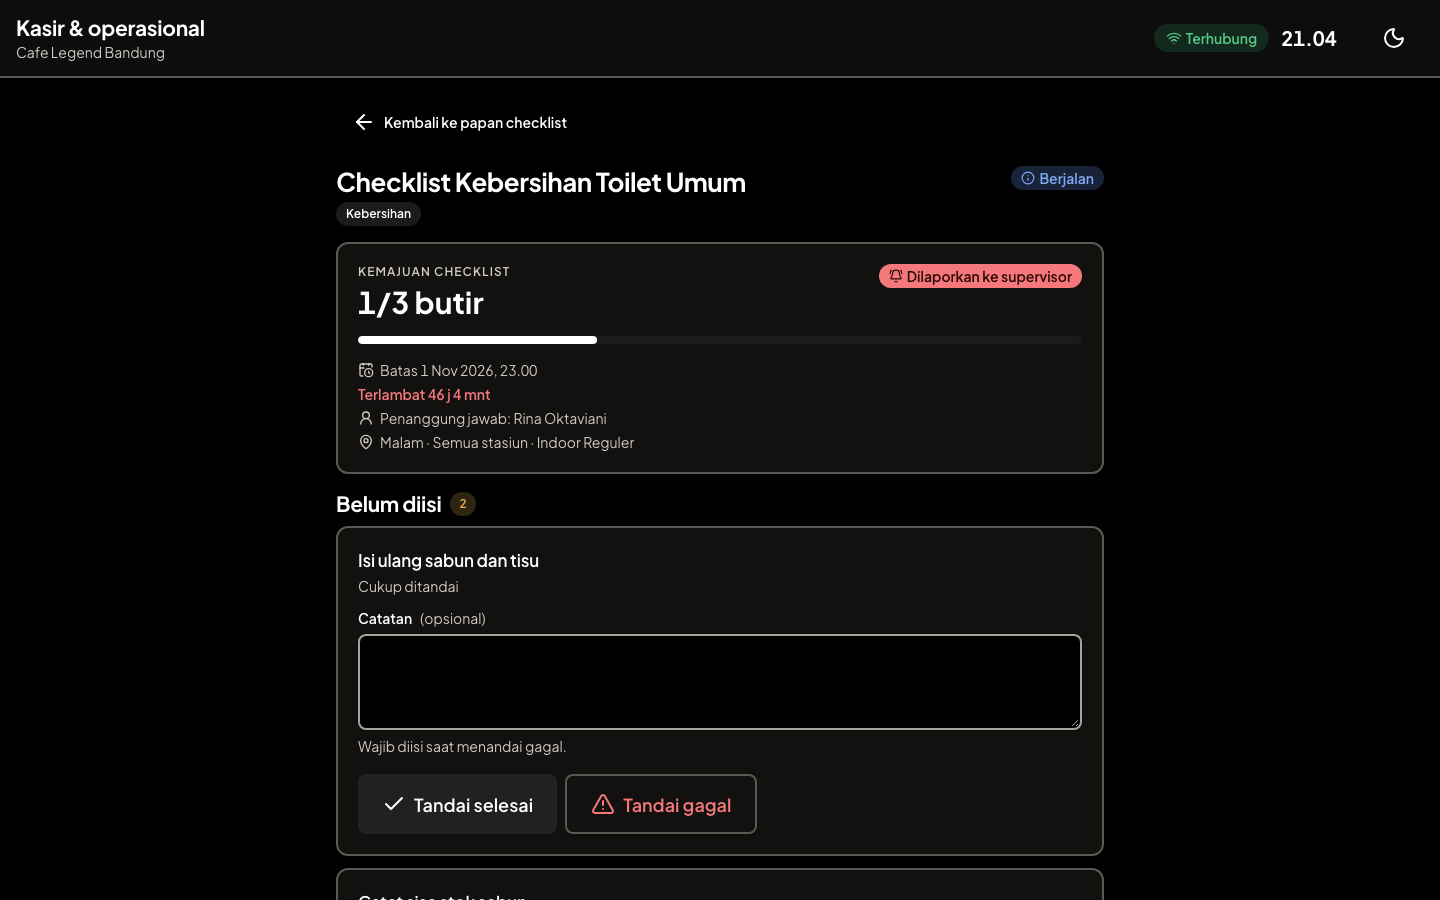 Kasir & operasional
Cafe Legend Bandung
Terhubung
21.04
Kembali ke papan checklist
Checklist Kebersihan Toilet Umum
Berjalan
Kebersihan
KEMAJUAN CHECKLIST
Dilaporkan ke supervisor
1/3 butir
Batas 1 Nov 2026, 23.00
Terlambat 46 j 4 mnt
Penanggung jawab: Rina Oktaviani
Malam · Semua stasiun · Indoor Reguler
Belum diisi 2
Isi ulang sabun dan tisu
Cukup ditandai
Catatan (opsional)
Wajib diisi saat menandai gagal.
Tandai selesai
Tandai gagal